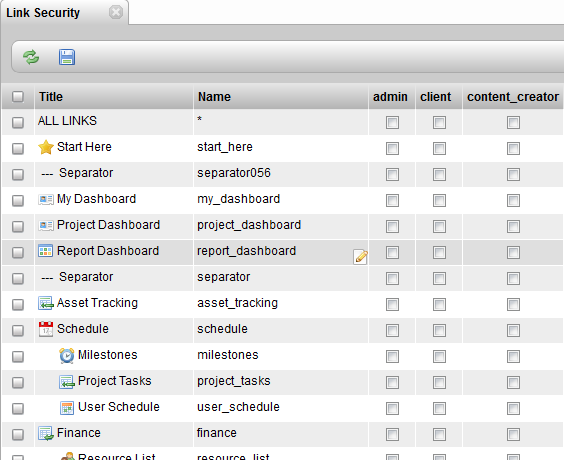 Link Security
Title Name admin client content_creator
ALL LINKS *
Start Here start_here
--- Separator separator056
My Dashboard my_dashboard
Project Dashboard project_dashboard
Report Dashboard report_dashboard
--- Separator separator
Asset Tracking asset_tracking
Schedule schedule
Milestones milestones
Project Tasks project_tasks
User Schedule user_schedule
Finance finance
Resource List resource_list